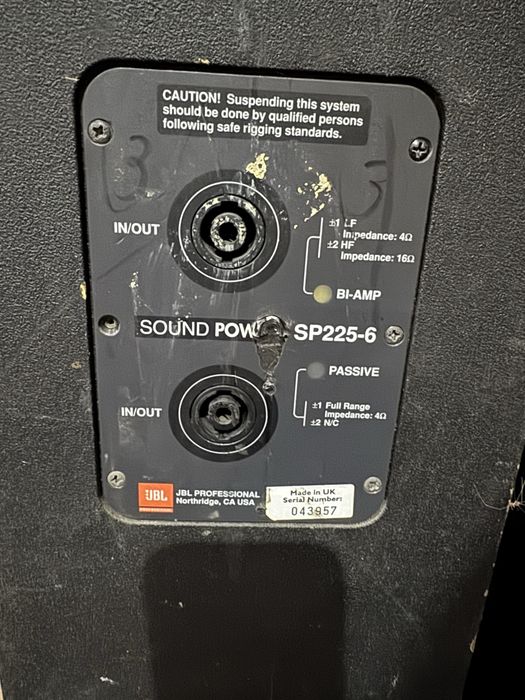 CAUTION! Suspending this system
should be done by qualified persons
following safe rigging standards.
IN/OUT
±1 LF
Impedance: 4Ω
±2 HF
Impedance: 16Ω
BI-AMP
SOUND POWER SP225-6
PASSIVE
IN/OUT
±1 Full Range
Impedance: 4Ω
±2 N/C
JBL
JBL PROFESSIONAL
Northridge, CA USA
Made in UK
Serial Number:
043957